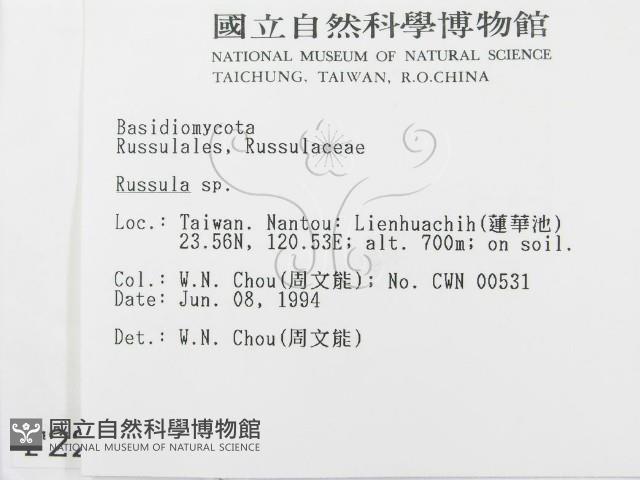 國立自然科學博物館
NATIONAL MUSEUM OF NATURAL SCIENCE
TAICHUNG, TAIWAN, R.O.CHINA
Basidiomycota
Russulales, Russulaceae
Russula sp.
Loc.: Taiwan. Nantou: Lienhuachih(蓮華池)
23.56N, 120.53E; alt. 700m; on soil.
Col.: W.N. Chou(周文能); No. CWN 00531
Date: Jun. 08, 1994
Det.: W.N. Chou(周文能)
國立自然科學博物館
NATIONAL MUSEUM OF NATURAL SCIENCE